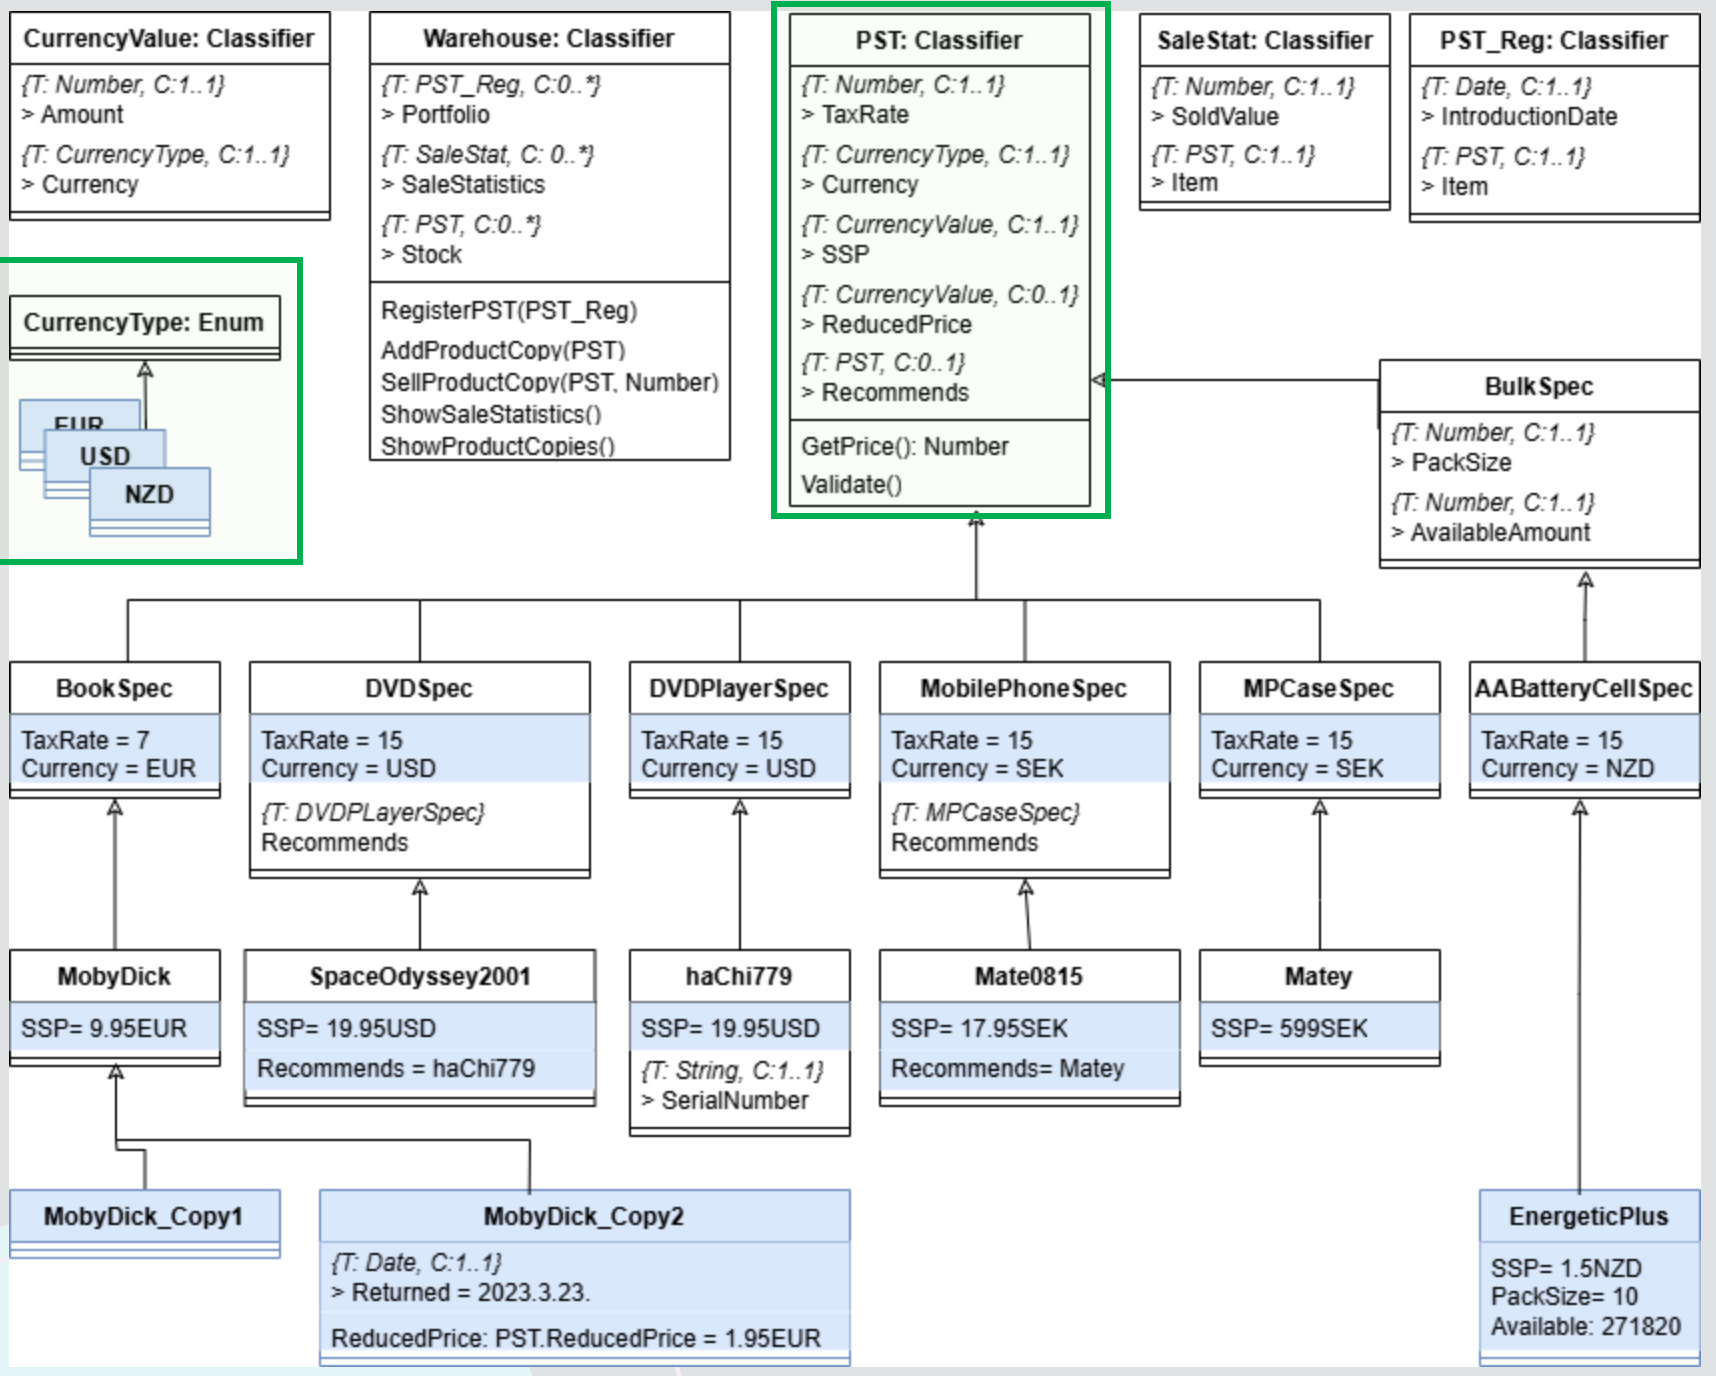 CurrencyValue: Classifier
{T: Number, C:1..1}
> Amount
{T: CurrencyType, C:1..1}
> Currency
Warehouse: Classifier
{T: PST_Reg, C:0..*}
> Portfolio
{T: SaleStat, C: 0..*}
> SaleStatistics
{T: PST, C:0..*}
> Stock
RegisterPST(PST_Reg)
AddProductCopy(PST)
SellProductCopy(PST, Number)
ShowSaleStatistics()
ShowProductCopies()
PST: Classifier
{T: Number, C:1..1}
> TaxRate
{T: CurrencyType, C:1..1}
> Currency
{T: CurrencyValue, C:1..1}
> SSP
{T: CurrencyValue, C:0..1}
> ReducedPrice
{T: PST, C:0..1}
> Recommends
GetPrice(): Number
Validate()
SaleStat: Classifier
{T: Number, C:1..1}
> SoldValue
{T: PST, C:1..1}
> Item
PST_Reg: Classifier
{T: Date, C:1..1}
> IntroductionDate
{T: PST, C:1..1}
> Item
CurrencyType: Enum
EUR
USD
NZD
BulkSpec
{T: Number, C:1..1}
> PackSize
{T: Number, C:1..1}
> AvailableAmount
BookSpec
TaxRate = 7
Currency = EUR
DVDSpec
TaxRate = 15
Currency = USD
{T: DVDPLayerSpec}
Recommends
DVDPlayerSpec
TaxRate = 15
Currency = USD
MobilePhoneSpec
TaxRate = 15
Currency = SEK
{T: MPCaseSpec}
Recommends
MPCaseSpec
TaxRate = 15
Currency = SEK
AABatteryCellSpec
TaxRate = 15
Currency = NZD
MobyDick
SSP= 9.95EUR
SpaceOdyssey2001
SSP= 19.95USD
Recommends = haChi779
haChi779
SSP= 19.95USD
{T: String, C:1..1}
> SerialNumber
Mate0815
SSP= 17.95SEK
Recommends= Matey
Matey
SSP= 599SEK
MobyDick_Copy1
MobyDick_Copy2
{T: Date, C:1..1}
> Returned = 2023.3.23.
ReducedPrice: PST.ReducedPrice = 1.95EUR
EnergeticPlus
SSP= 1.5NZD
PackSize= 10
Available: 271820